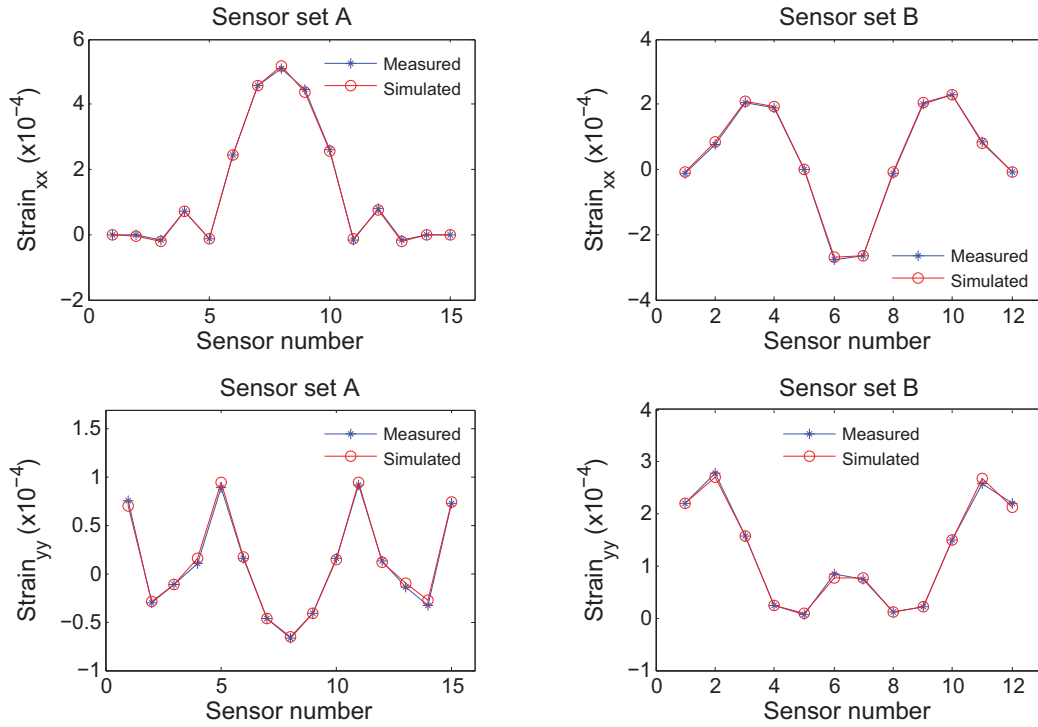 Sensor set A
6
4
2
0
−2
Strain_xx (x10^−4)
Measured
Simulated
0 5 10 15
Sensor number
Sensor set B
4
2
0
−2
−4
Strain_xx (x10^−4)
Measured
Simulated
0 2 4 6 8 10 12
Sensor number
Sensor set A
1.5
1
0.5
0
−0.5
−1
Strain_yy (x10^−4)
Measured
Simulated
0 5 10 15
Sensor number
Sensor set B
4
3
2
1
0
−1
Strain_yy (x10^−4)
Measured
Simulated
0 2 4 6 8 10 12
Sensor number